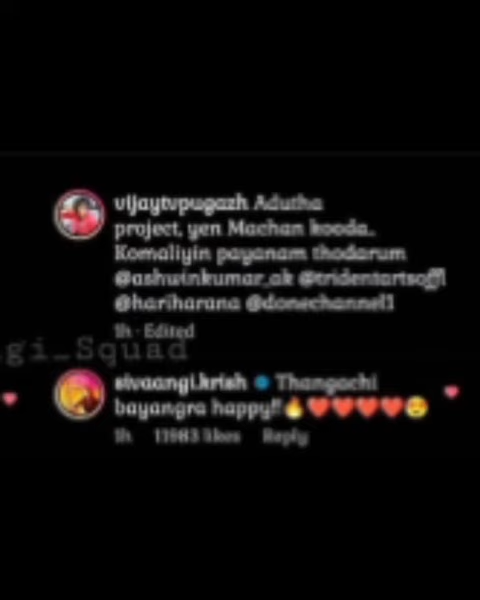 vijaytvpugazh Adutha
project, yen Machan kooda..
Komaliyin payanam thodarum
@ashwinkumar_ak @tridentartsoffl
@hariharana @donechannel1
1h · Edited
gi_Squad
sivaangi.krish Thangachi
bayangra happy!!🔥❤️❤️❤️❤️😍
1h 11983 likes Reply